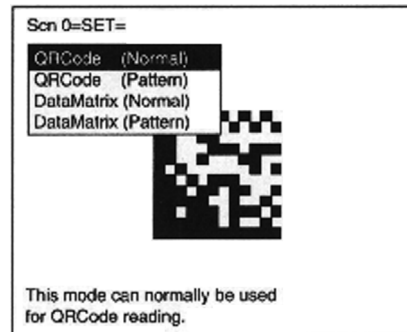 Scn 0=SET=
QRCode (Normal)
QRCode (Pattern)
DataMatrix (Normal)
DataMatrix (Pattern)
This mode can normally be used
for QRCode reading.